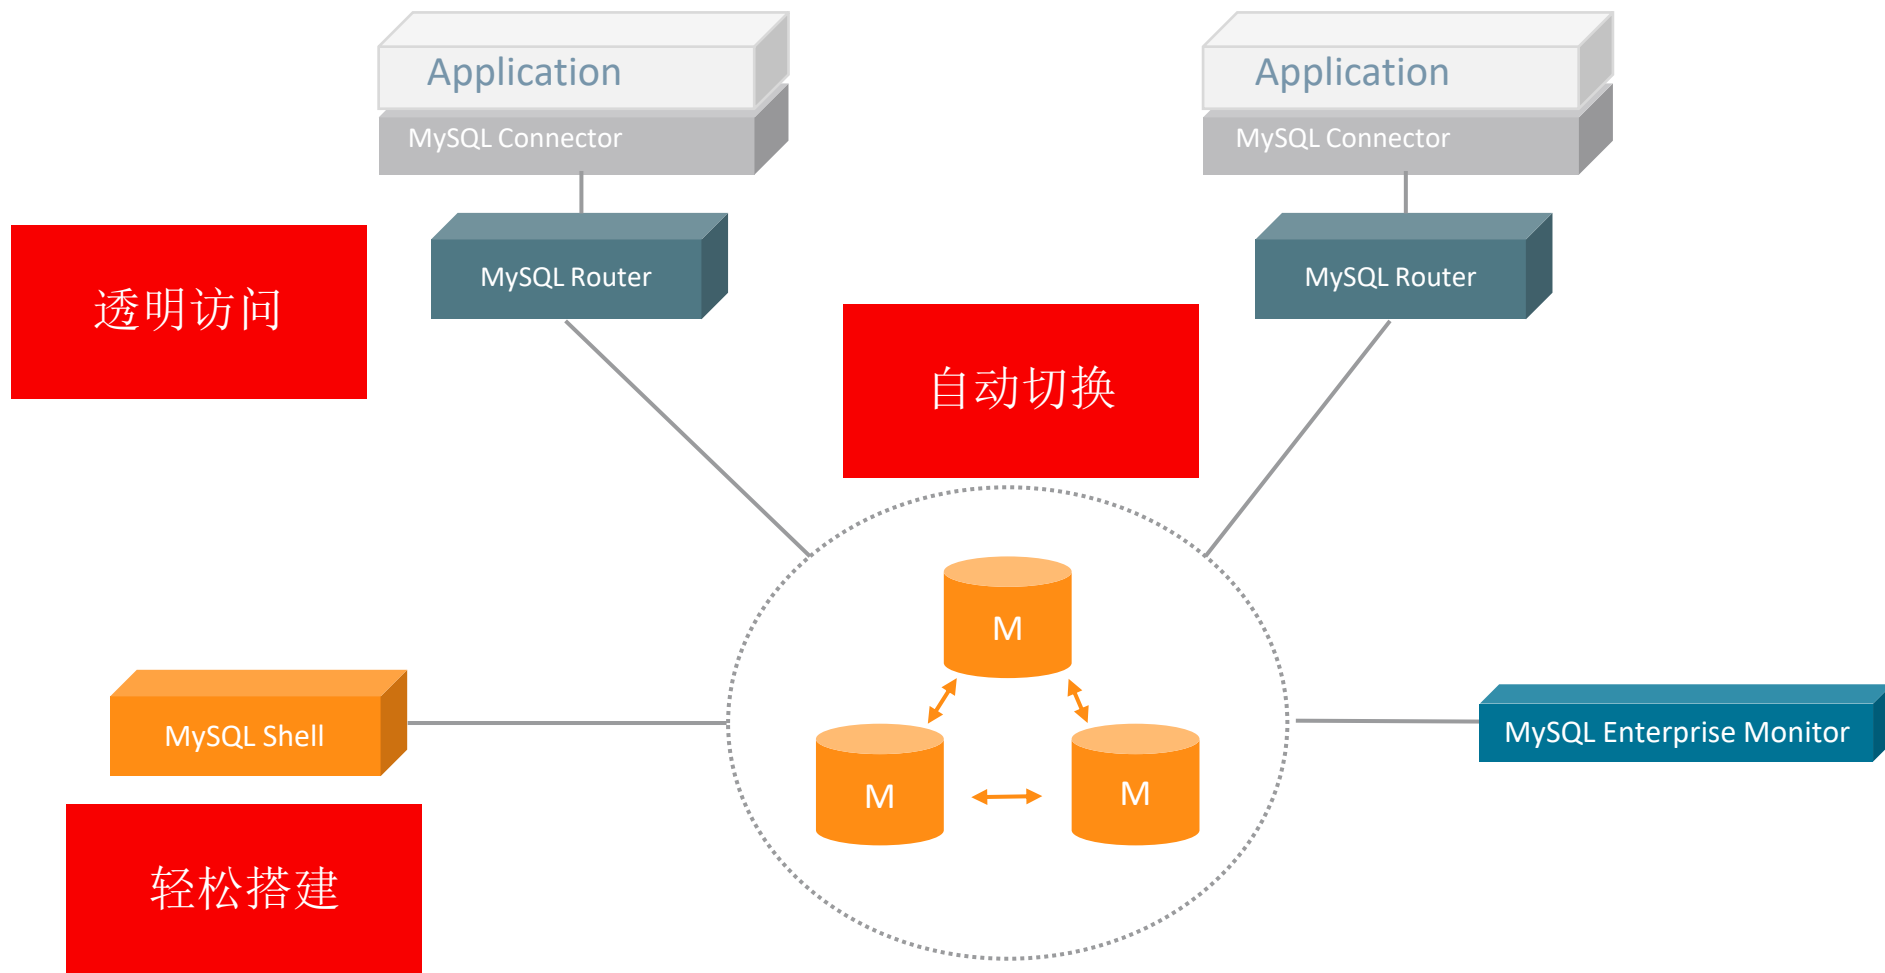 Application
Application
MySQL Connector
MySQL Connector
MySQL Router
MySQL Router
透明访问
自动切换
M
MySQL Shell
MySQL Enterprise Monitor
M
M
轻松搭建